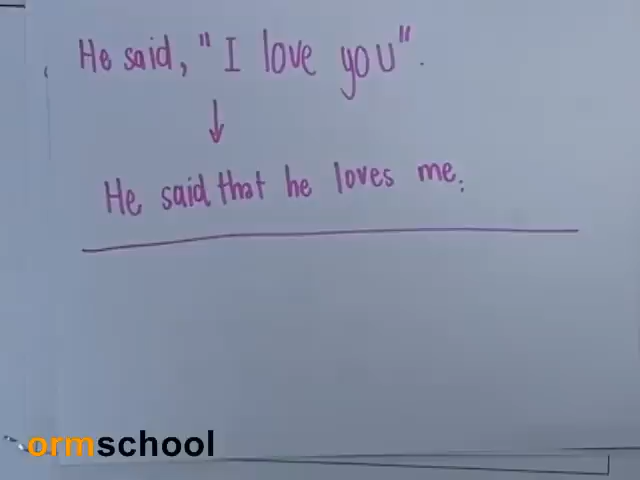 He said, "I love you".
He said that he loves me.
ormschool